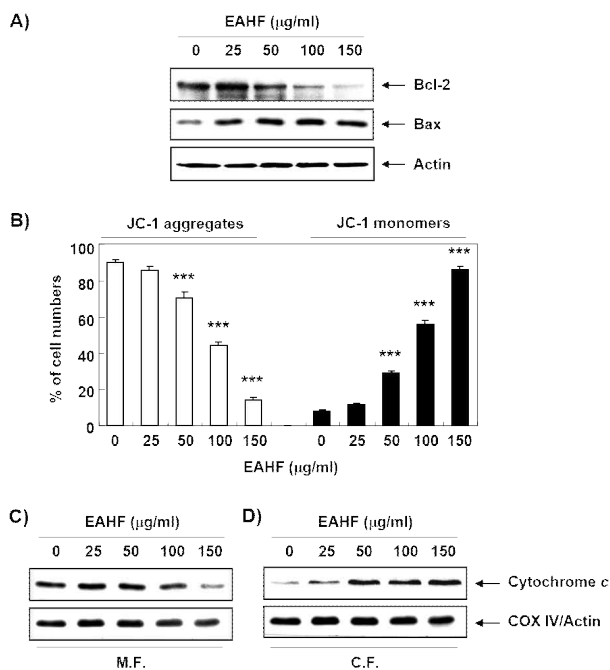 A)
EAHF (μg/ml)
0 25 50 100 150
Bcl-2
Bax
Actin
B)
JC-1 aggregates JC-1 monomers
100
80
60
40
20
0
% of cell numbers
*** *** *** *** *** ***
0 25 50 100 150 0 25 50 100 150
EAHF (μg/ml)
C)
EAHF (μg/ml)
0 25 50 100 150
M.F.
D)
EAHF (μg/ml)
0 25 50 100 150
Cytochrome c
COX IV/Actin
C.F.